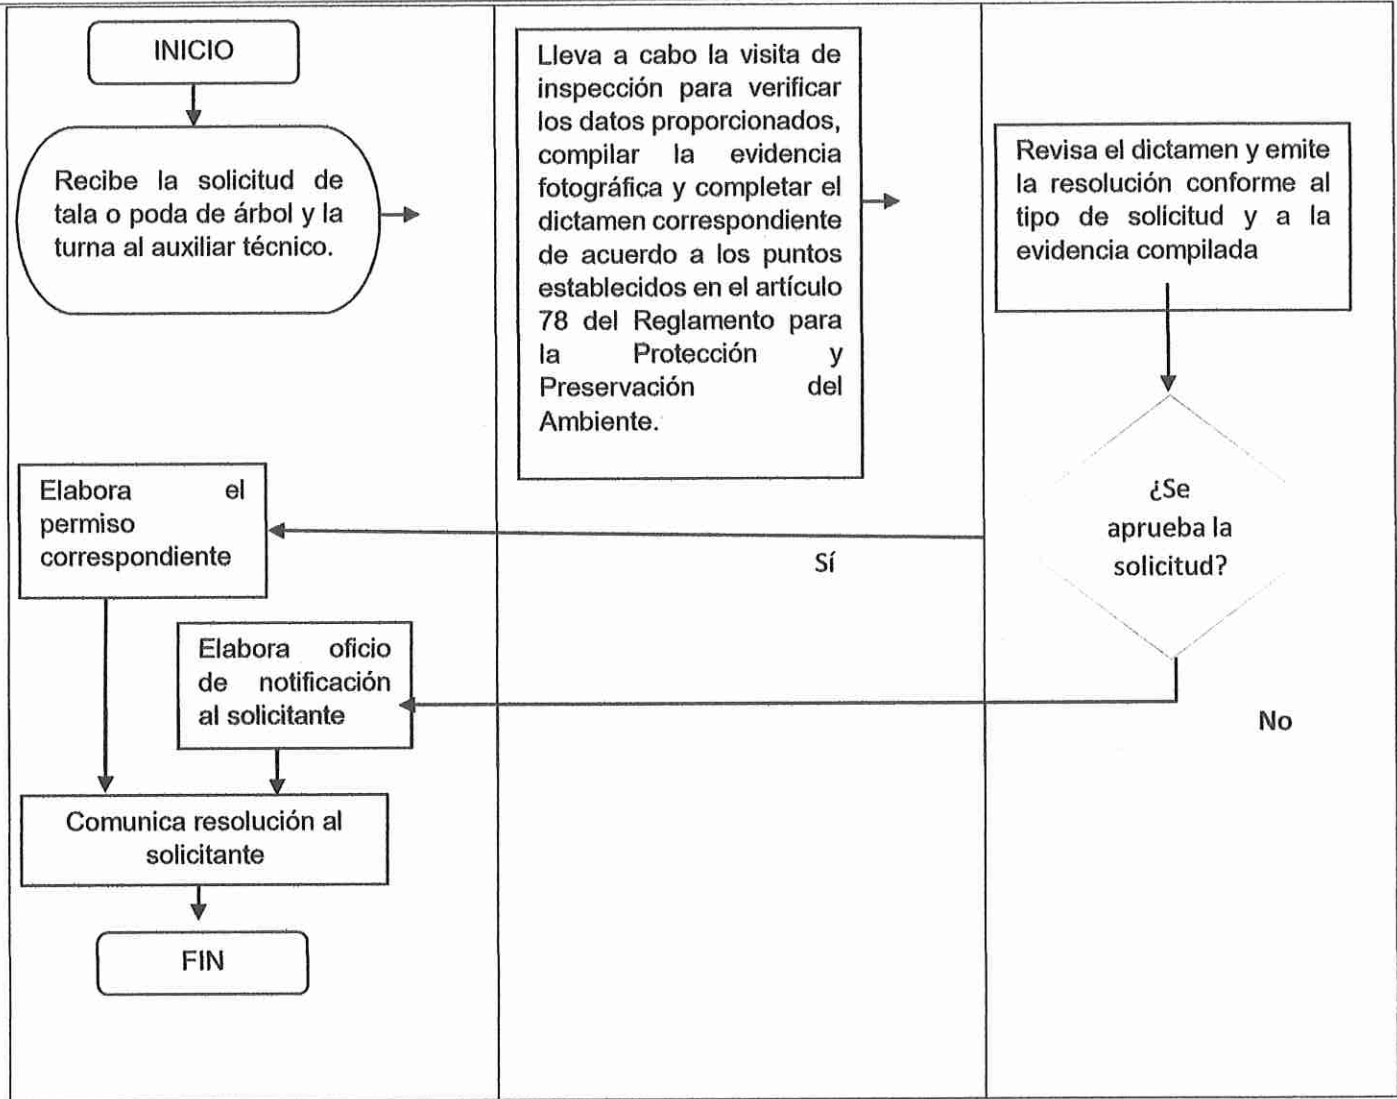 INICIO
Recibe la solicitud de
tala o poda de árbol y la
turna al auxiliar técnico.
Lleva a cabo la visita de
inspección para verificar
los datos proporcionados,
compilar la evidencia
fotográfica y completar el
dictamen correspondiente
de acuerdo a los puntos
establecidos en el artículo
78 del Reglamento para
la Protección y
Preservación del
Ambiente.
Revisa el dictamen y emite
la resolución conforme al
tipo de solicitud y a la
evidencia compilada
¿Se
aprueba la
solicitud?
Sí
Elabora el
permiso
correspondiente
No
Elabora oficio
de notificación
al solicitante
Comunica resolución al
solicitante
FIN